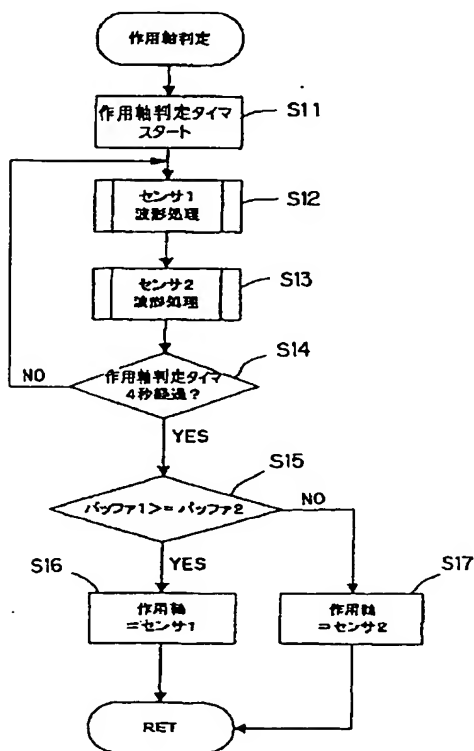 作用軸判定
作用軸判定タイマ
スタート
S11
センサ1
波形処理
S12
センサ2
波形処理
S13
S14
作用軸判定タイマ
4秒経過?
NO
YES
S15
バッファ1>=バッファ2
NO
YES
S16
作用軸
=センサ1
S17
作用軸
=センサ2
RET